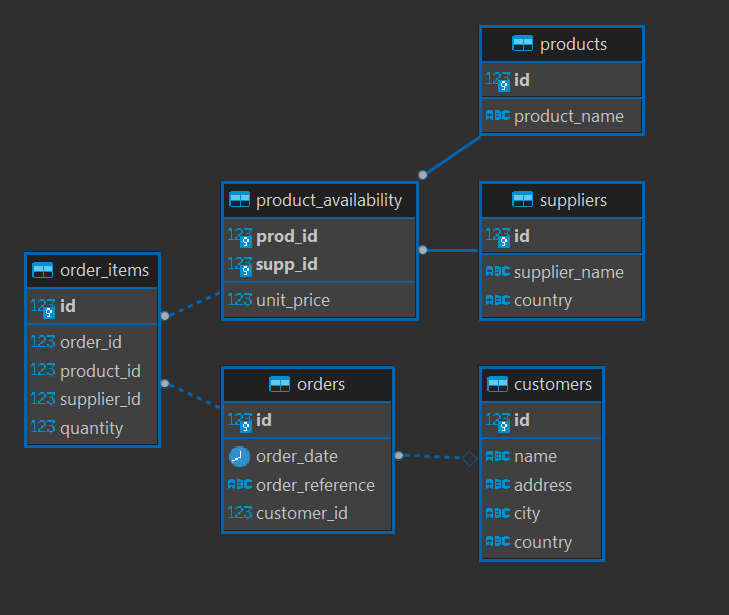 products
123 id
ABC product_name
product_availability
123 prod_id
123 supp_id
123 unit_price
suppliers
123 id
ABC supplier_name
ABC country
order_items
123 id
123 order_id
123 product_id
123 supplier_id
123 quantity
orders
123 id
order_date
ABC order_reference
123 customer_id
customers
123 id
ABC name
ABC address
ABC city
ABC country